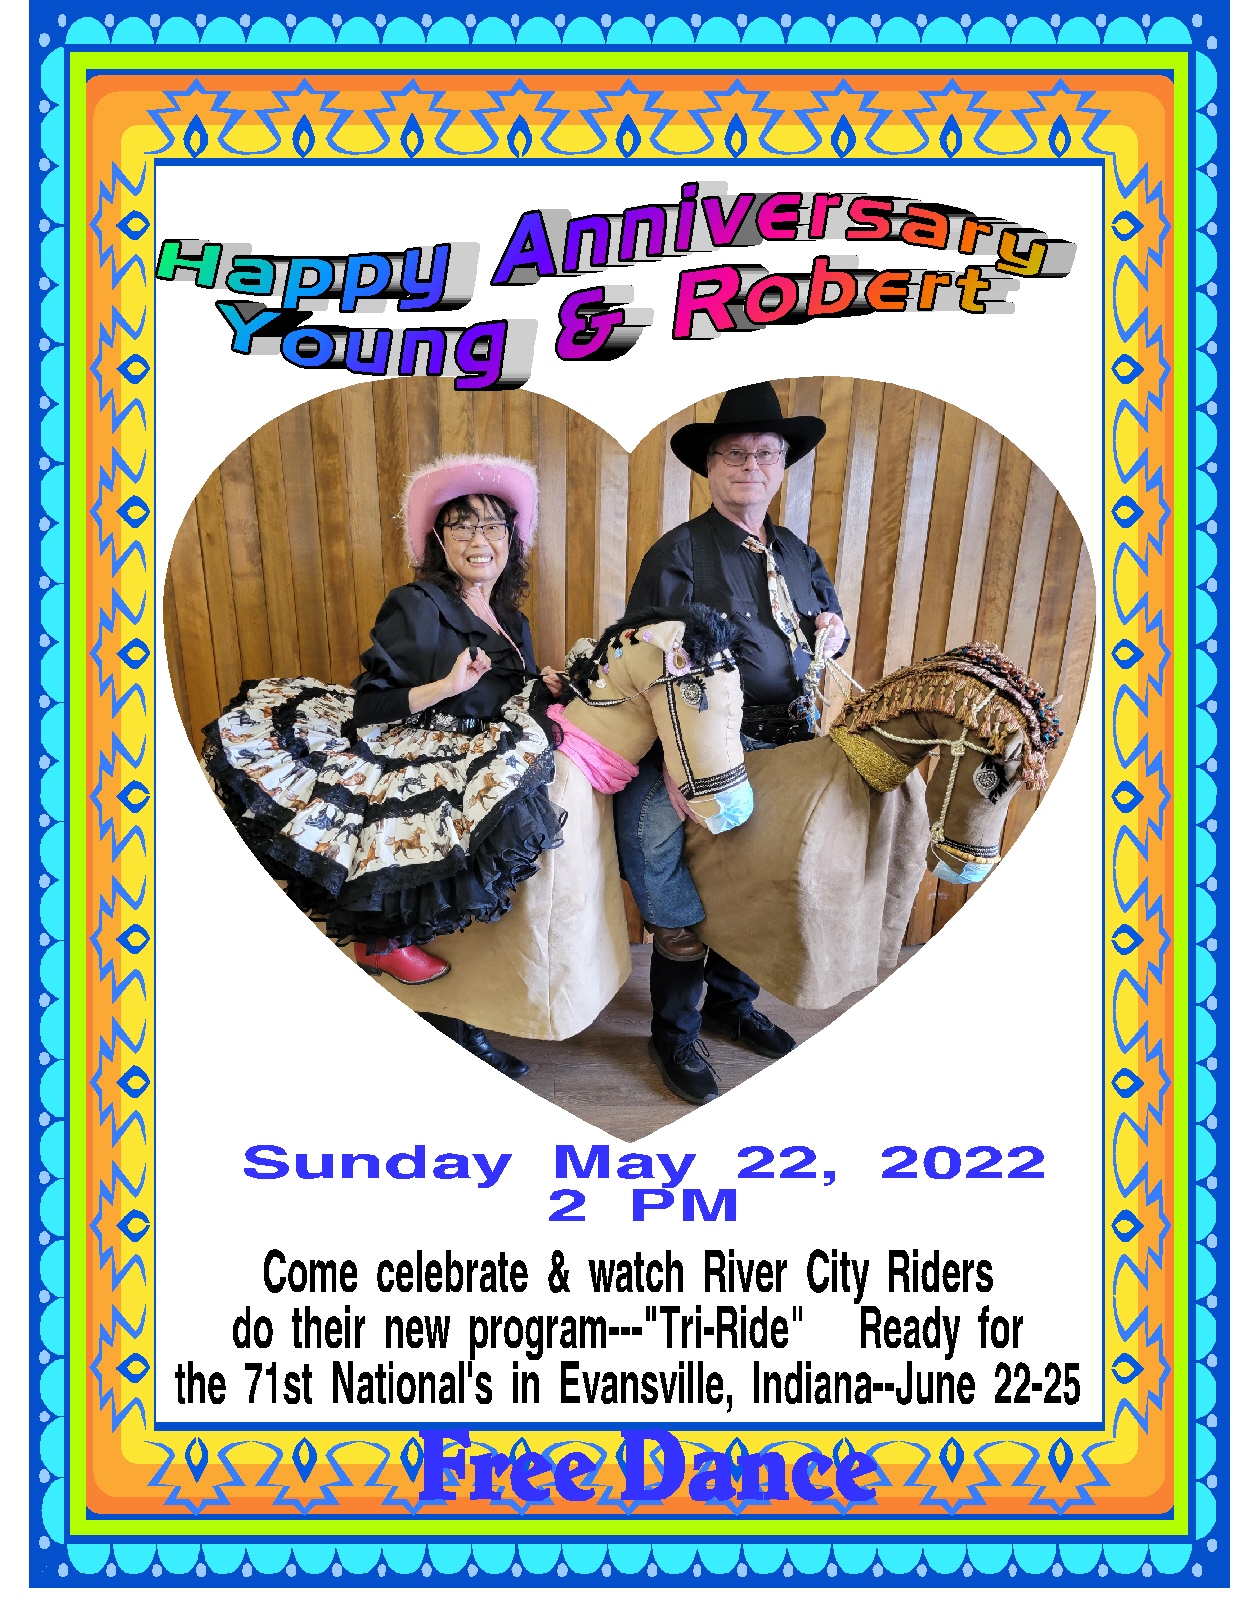 Happy Anniversary
Young & Robert
Sunday May 22, 2022
2 PM
Come celebrate & watch River City Riders
do their new program---"Tri-Ride" Ready for
the 71st National's in Evansville, Indiana--June 22-25
Free Dance